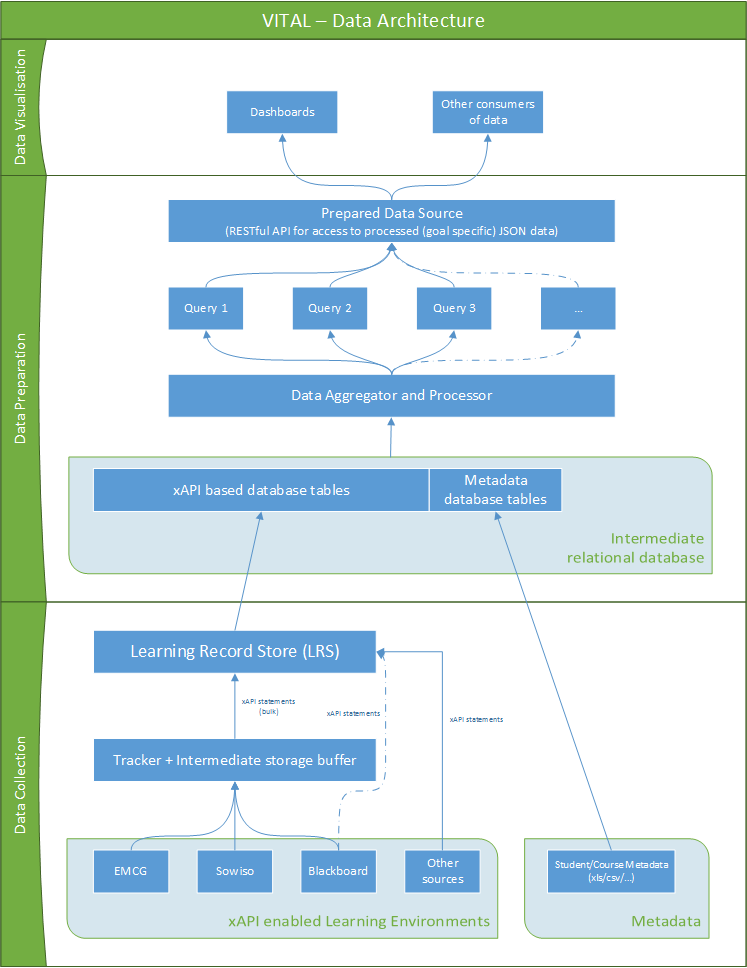 VITAL – Data Architecture
Data Visualisation
Dashboards
Other consumers
of data
Data Preparation
Prepared Data Source
(RESTful API for access to processed (goal specific) JSON data)
Query 1
Query 2
Query 3
...
Data Aggregator and Processor
xAPI based database tables
Metadata
database tables
Intermediate
relational database
Data Collection
Learning Record Store (LRS)
xAPI statements
(bulk)
xAPI statements
xAPI statements
Tracker + Intermediate storage buffer
EMCG
Sowiso
Blackboard
Other
sources
xAPI enabled Learning Environments
Student/Course Metadata
(xls/csv/...)
Metadata